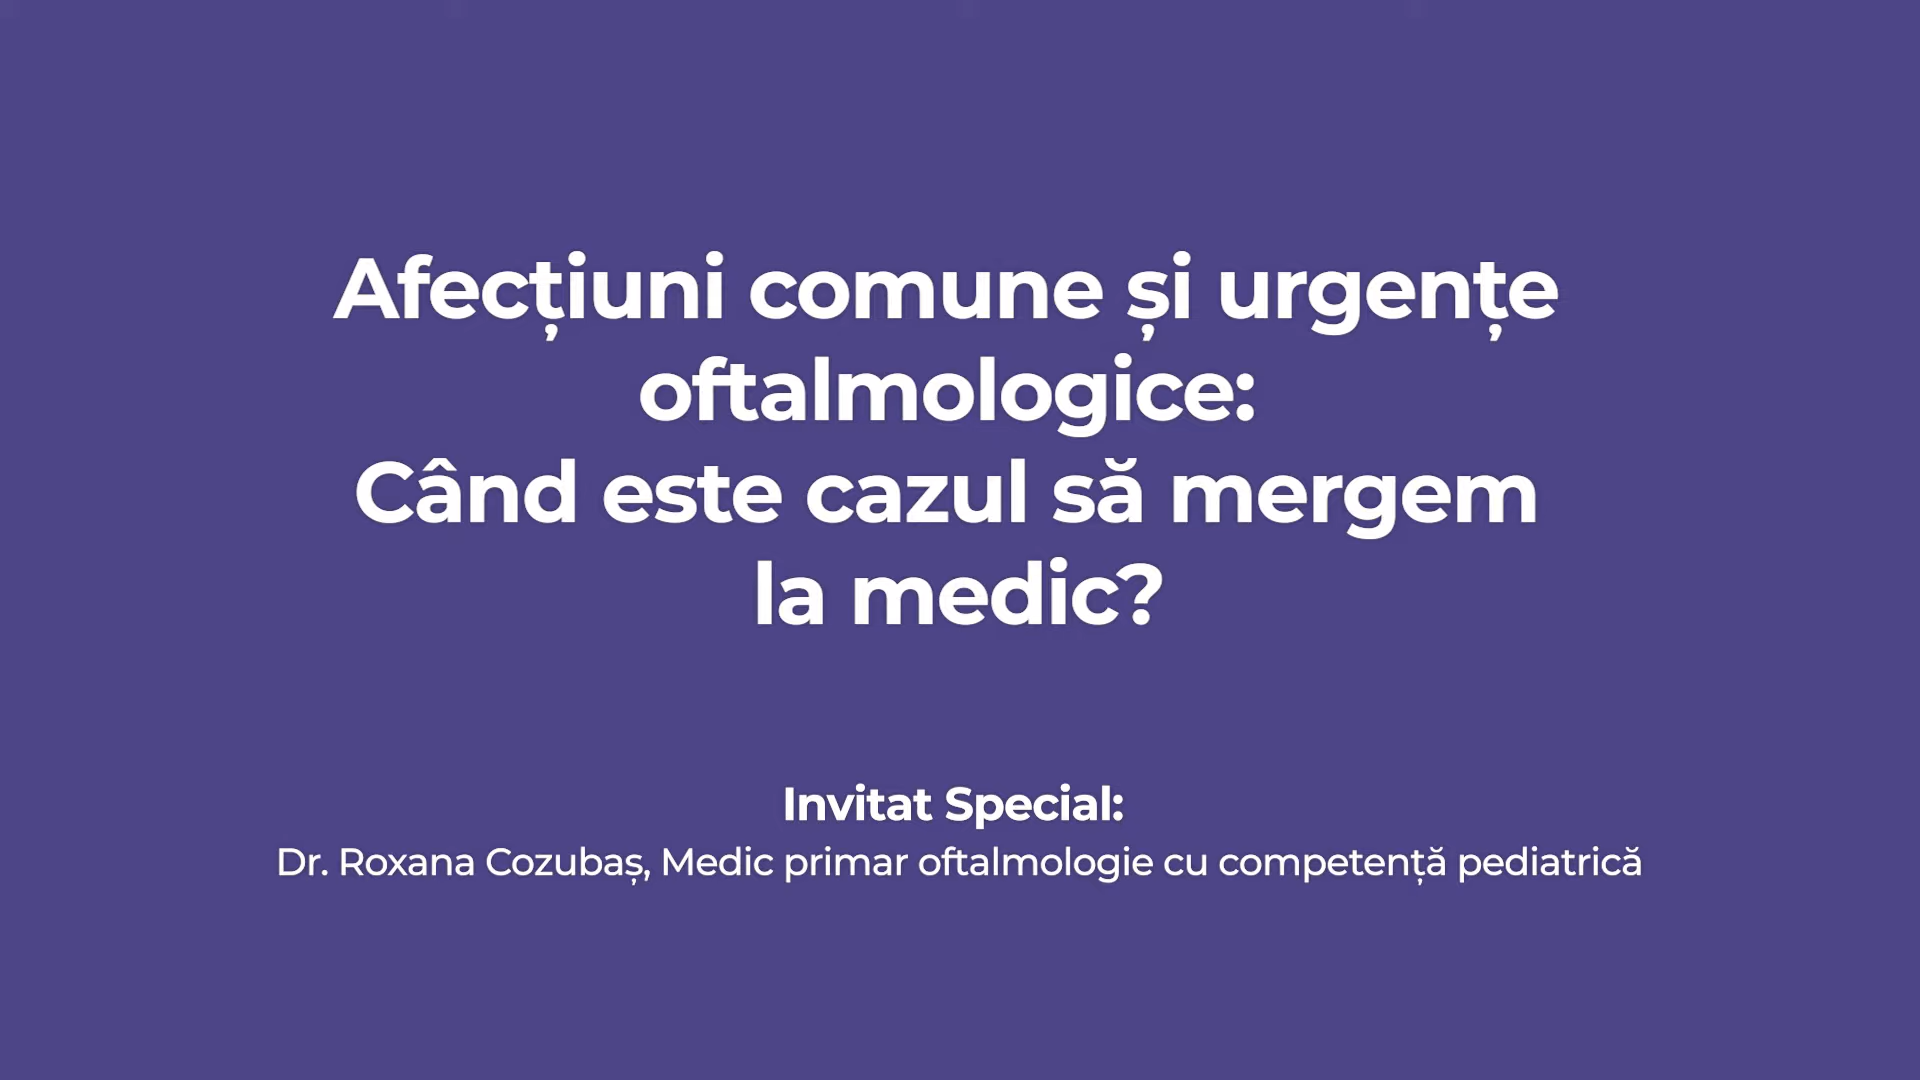 Afecțiuni comune și urgențe
oftalmologice:
Când este cazul să mergem
la medic?
Invitat Special:
Dr. Roxana Cozubaș, Medic primar oftalmologie cu competență pediatrică